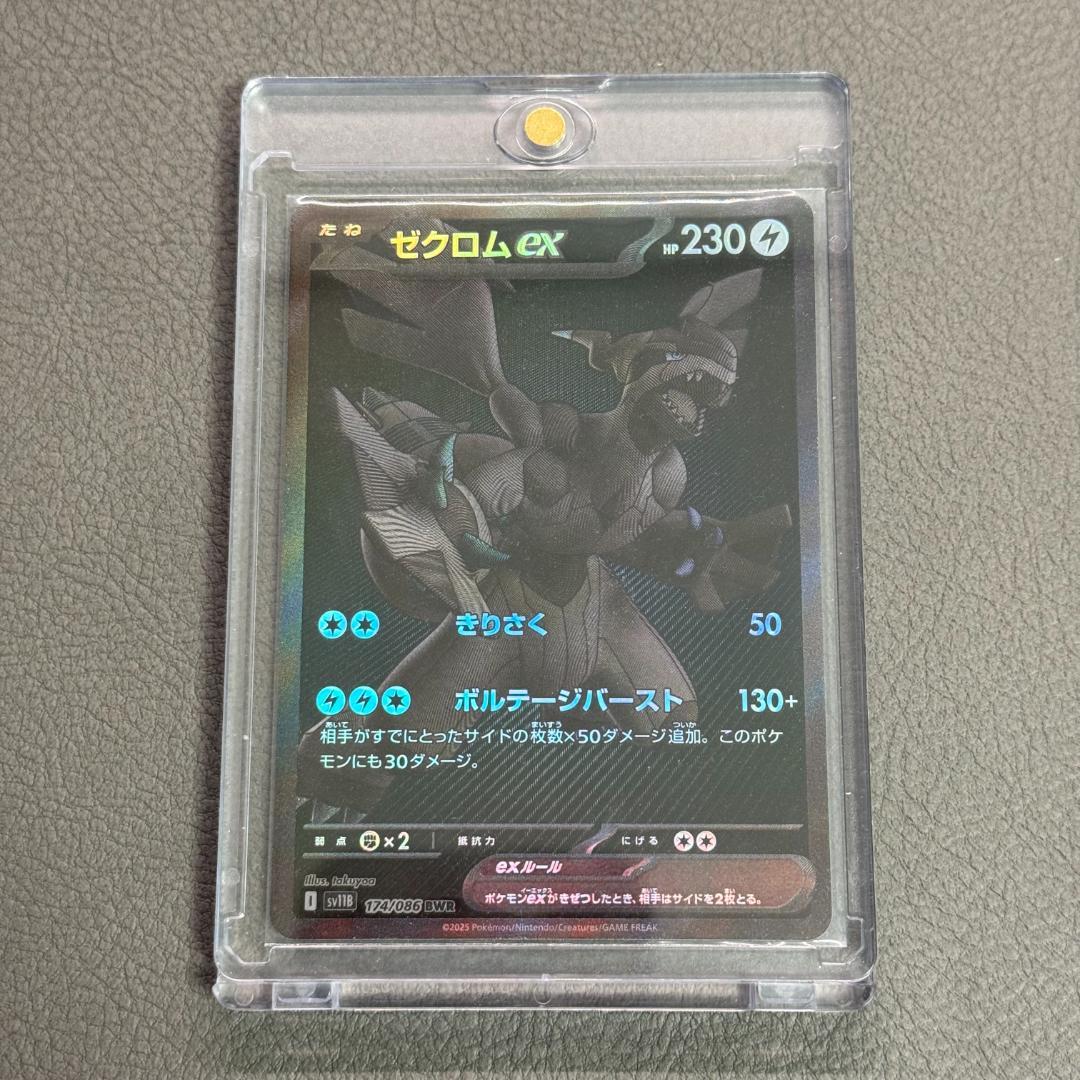 たね ゼクロムex HP230
きりさく 50
ボルテージバースト 130+
相手がすでにとったサイドの枚数×50ダメージ追加。このポケ
モンにも30ダメージ。
弱点 ×2 抵抗力 にげる
exルール
ポケモンexがきぜつしたとき、相手はサイドを2枚とる。
Illus. takuyoa
I sv11B 174/086 BWR
©2025 Pokémon/Nintendo/Creatures/GAME FREAK